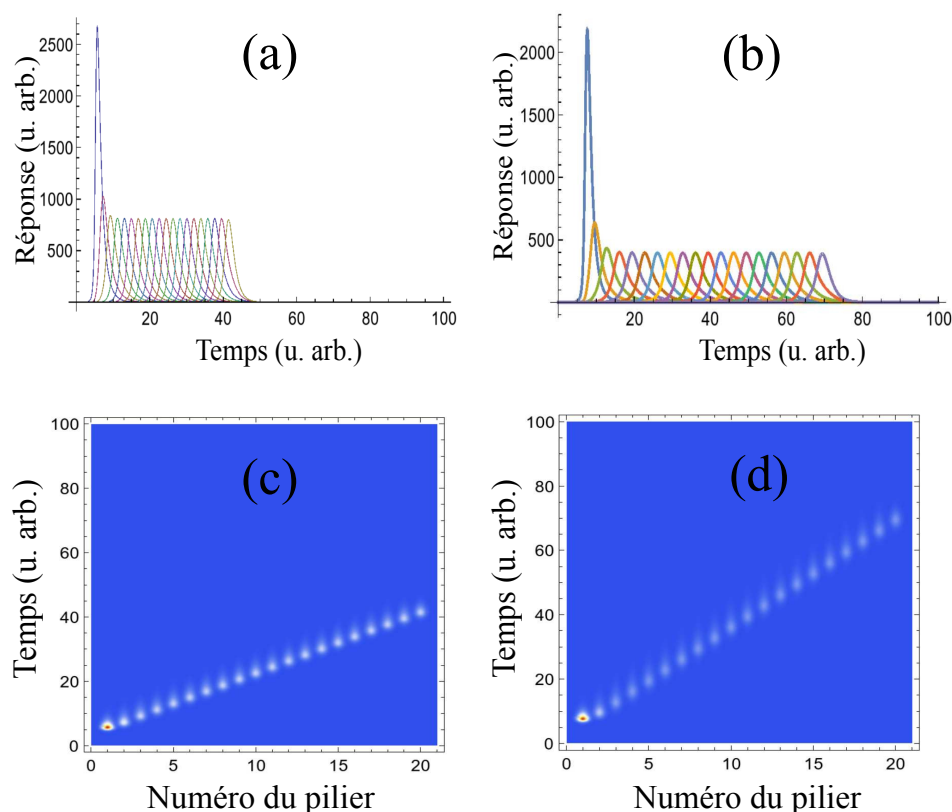 (a)
Réponse (u. arb.)
2500
2000
1500
1000
500
20 40 60 80 100
Temps (u. arb.)
(b)
Réponse (u. arb.)
2000
1500
1000
500
20 40 60 80 100
Temps (u. arb.)
(c)
Temps (u. arb.)
100
80
60
40
20
0
0 5 10 15 20
Numéro du pilier
(d)
Temps (u. arb.)
100
80
60
40
20
0
0 5 10 15 20
Numéro du pilier